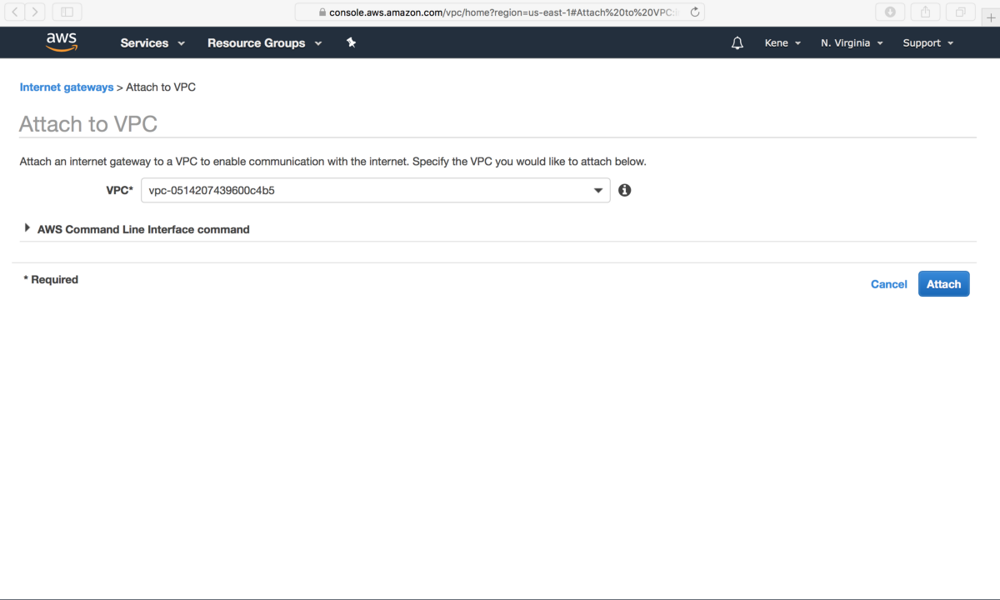 console.aws.amazon.com/vpc/home?region=us-east-1#Attach%20to%20VPC:
aws Services Resource Groups Kene N. Virginia Support
Internet gateways > Attach to VPC
Attach to VPC
Attach an internet gateway to a VPC to enable communication with the internet. Specify the VPC you would like to attach below.
VPC* vpc-0514207439600c4b5
AWS Command Line Interface command
* Required Cancel Attach